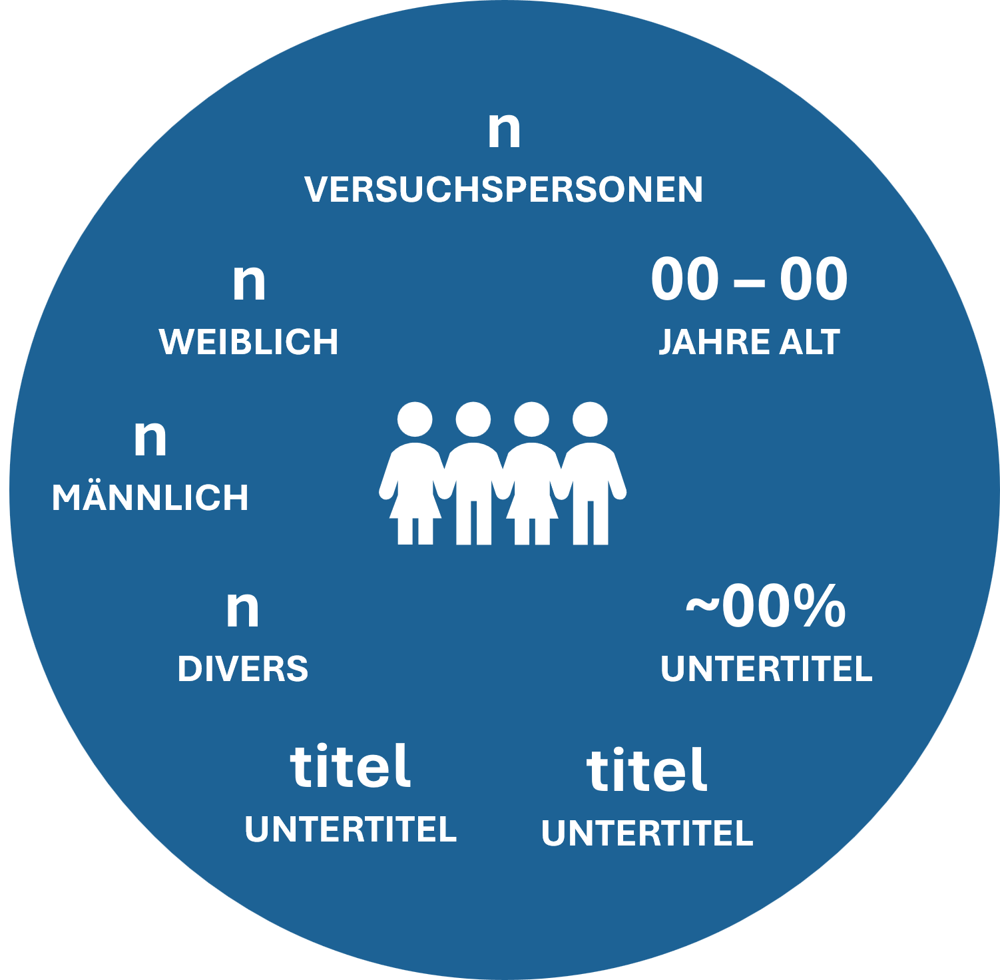 n
VERSUCHSPERSONEN
n
WEIBLICH
00 – 00
JAHRE ALT
n
MÄNNLICH
n
DIVERS
~00%
UNTERTITEL
titel
UNTERTITEL
titel
UNTERTITEL